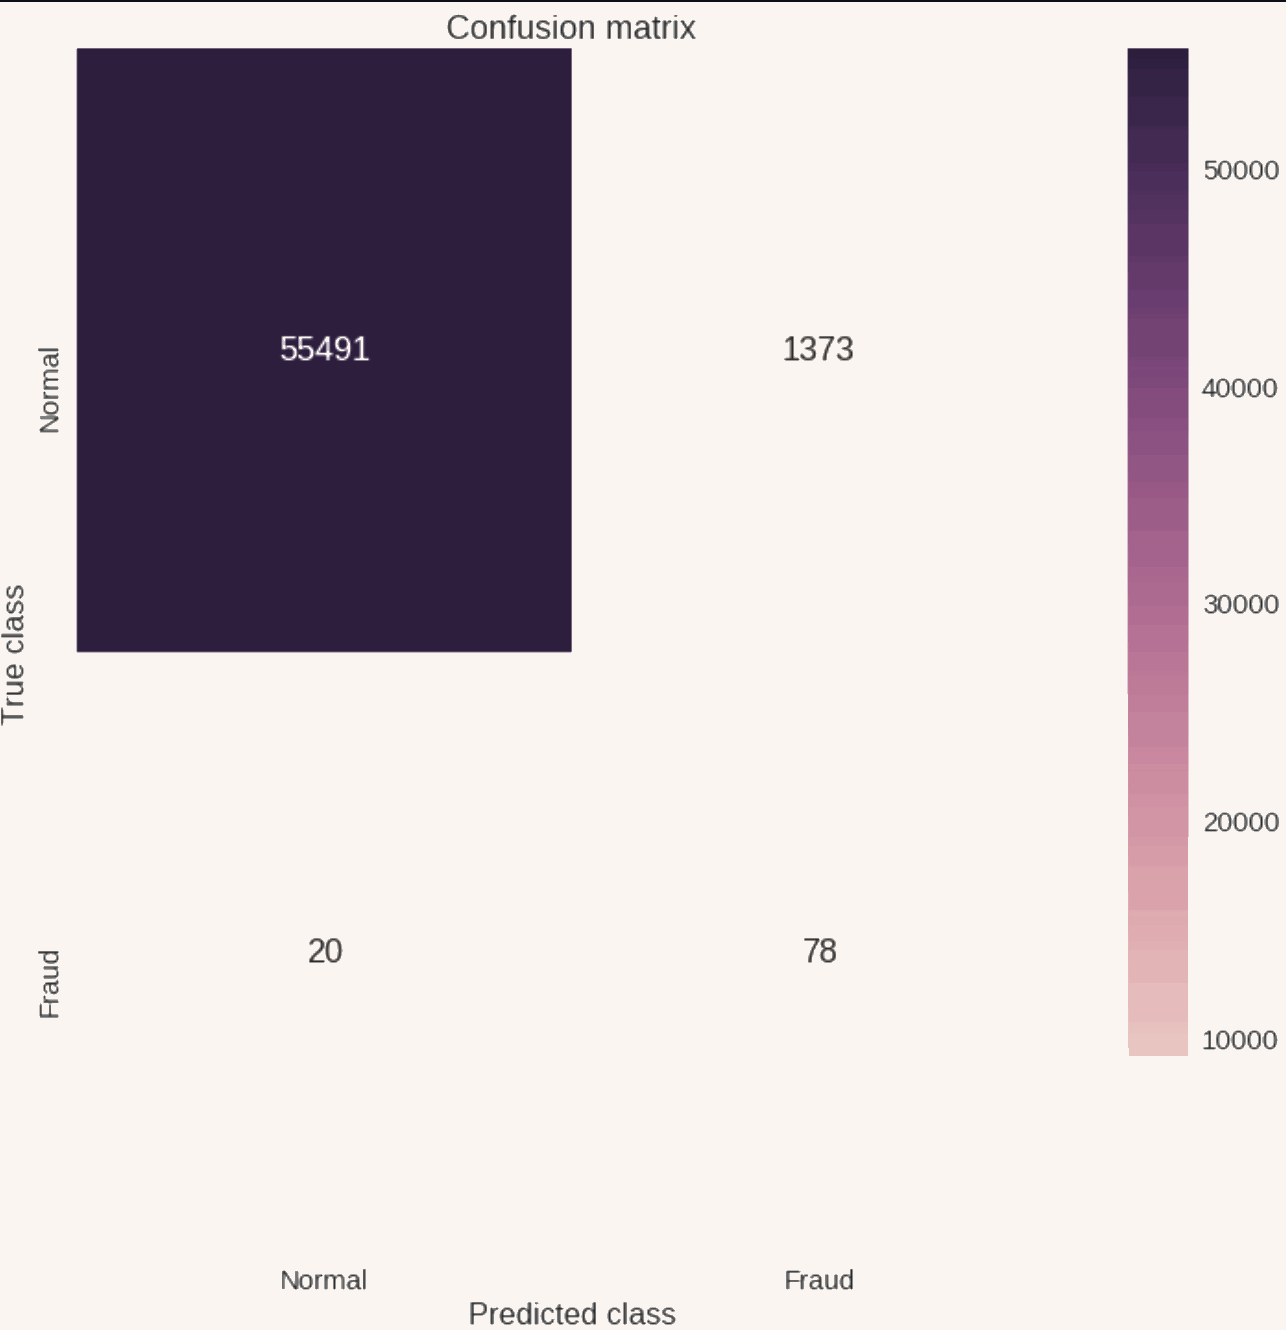 Confusion matrix
Normal
55491
1373
True class
Fraud
20
78
Normal
Fraud
Predicted class
50000
40000
30000
20000
10000